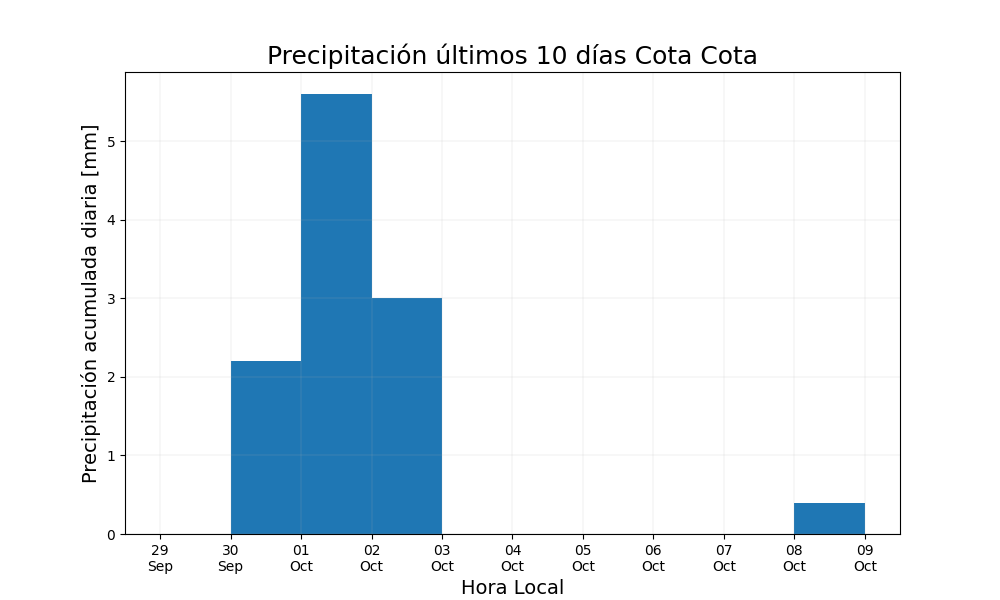 Precipitación últimos 10 días Cota Cota
Precipitación acumulada diaria [mm]
5
4
3
2
1
0
29 30 01 02 03 04 05 06 07 08 09
Sep Sep Oct Oct Oct Oct Oct Oct Oct Oct Oct
Hora Local